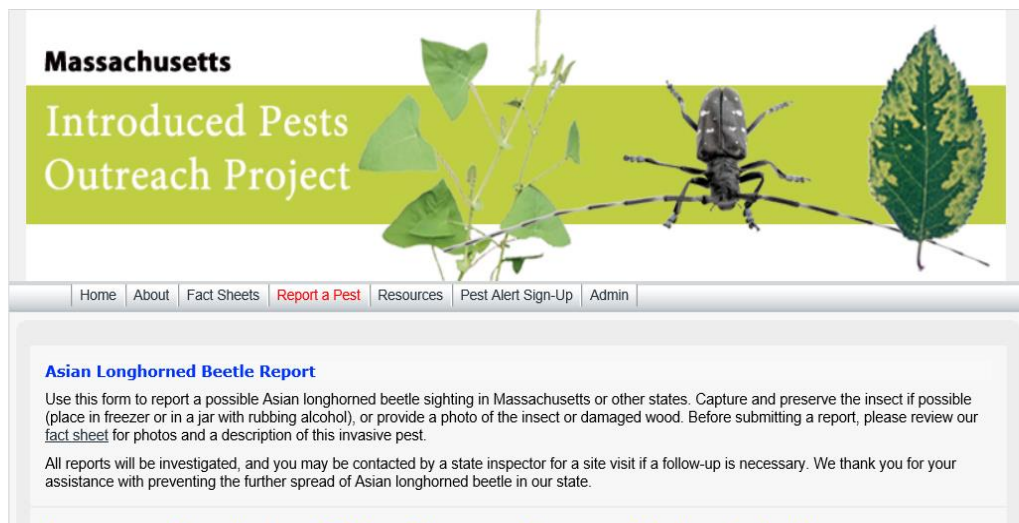 Massachusetts
Introduced Pests
Outreach Project
Home About Fact Sheets Report a Pest Resources Pest Alert Sign-Up Admin
Asian Longhorned Beetle Report
Use this form to report a possible Asian longhorned beetle sighting in Massachusetts or other states. Capture and preserve the insect if possible
(place in freezer or in a jar with rubbing alcohol), or provide a photo of the insect or damaged wood. Before submitting a report, please review our
fact sheet for photos and a description of this invasive pest.
All reports will be investigated, and you may be contacted by a state inspector for a site visit if a follow-up is necessary. We thank you for your
assistance with preventing the further spread of Asian longhorned beetle in our state.